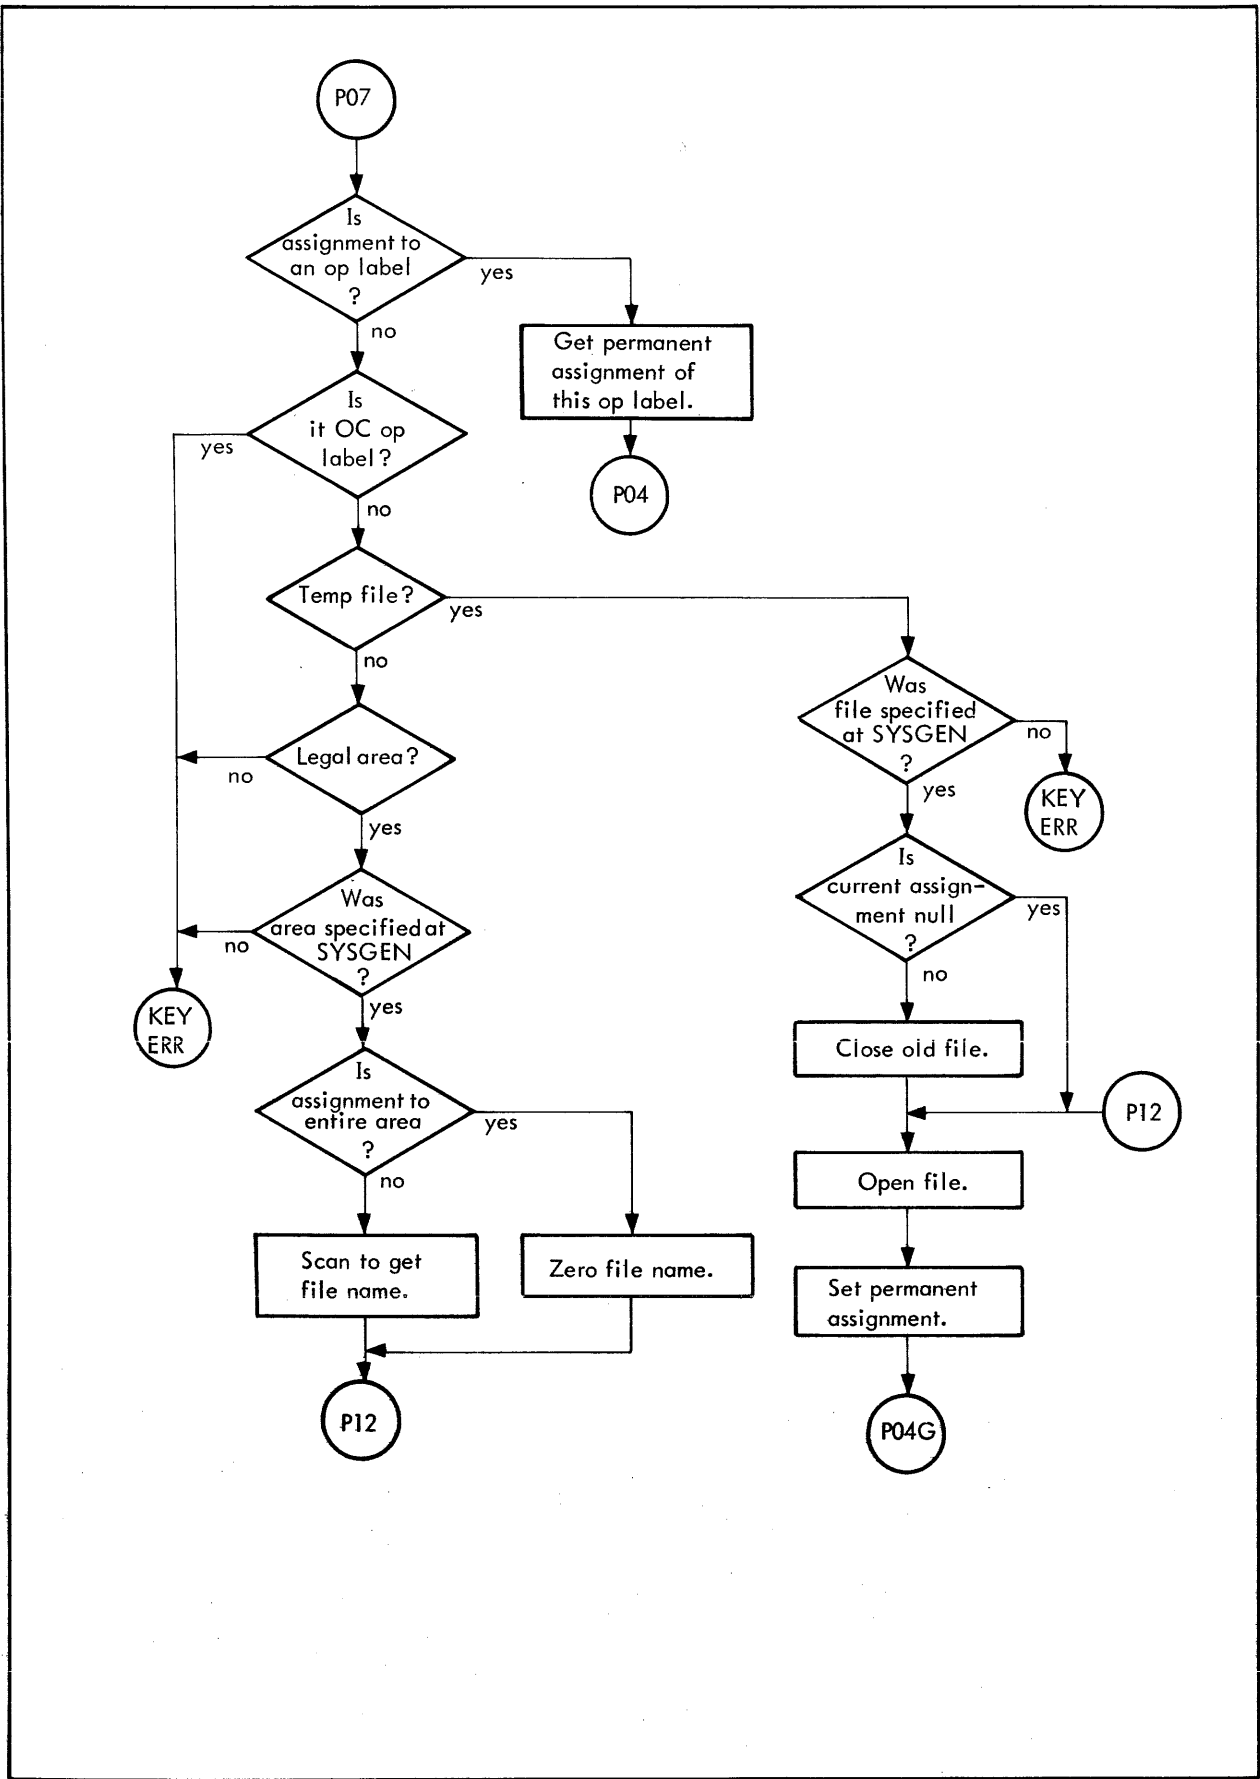 P07
Is
assignment to
an op label
?
yes
no
Get permanent
assignment of
this op label.
P04
Is
it OC op
label?
yes
no
Temp file?
yes
no
Legal area?
no
yes
Was
area specified at
SYSGEN
?
no
yes
KEY
ERR
Is
assignment to
entire area
?
yes
no
Scan to get
file name.
Zero file name.
P12
Was
file specified
at SYSGEN
?
no
yes
KEY
ERR
Is
current assign-
ment null
?
yes
no
Close old file.
P12
Open file.
Set permanent
assignment.
P04G